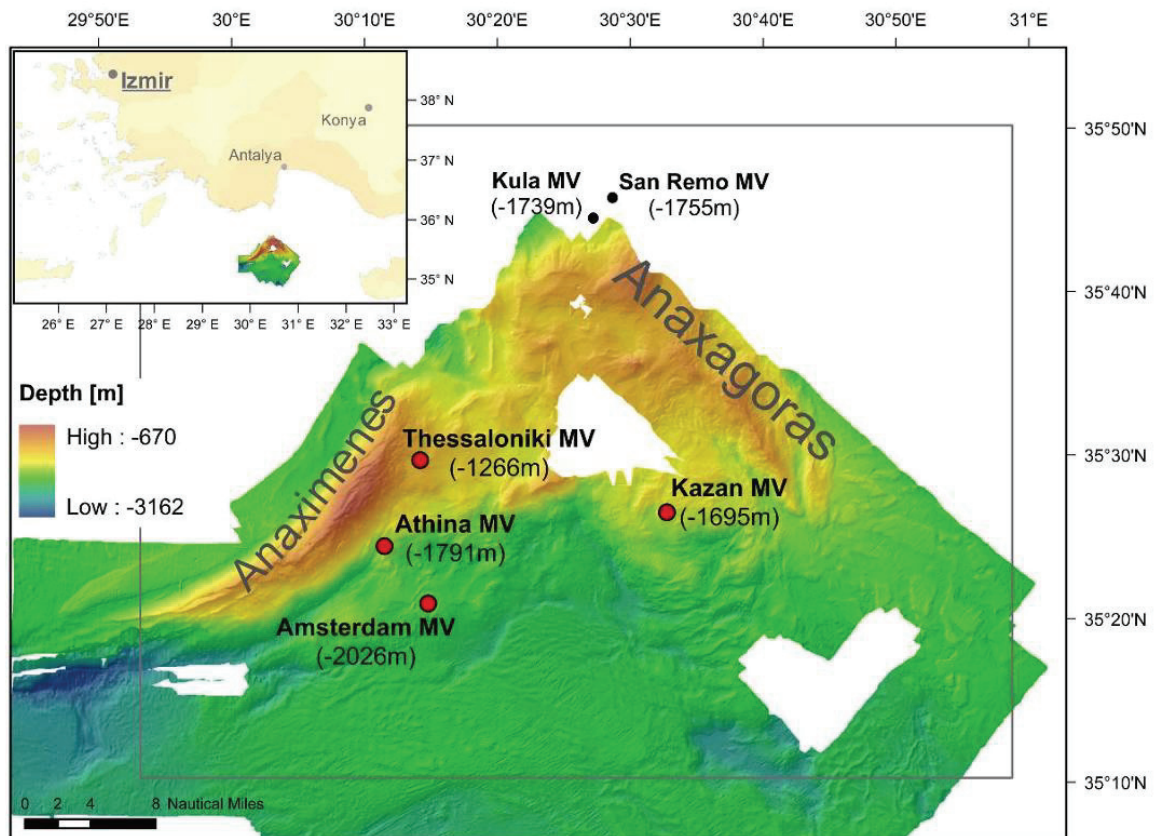 29°50'E 30°0'E 30°10'E 30°20'E 30°30'E 30°40'E 30°50'E 31°E
Izmir
Konya
Antalya
38° N
37° N
36° N
35° N
26° E 27° E 28° E 29° E 30° E 31° E 32° E 33° E
35°50'N
35°40'N
35°30'N
35°20'N
35°10'N
Kula MV
(-1739m)
San Remo MV
(-1755m)
Anaxagoras
Anaximenes
Depth [m]
High : -670
Low : -3162
Thessaloniki MV
(-1266m)
Kazan MV
(-1695m)
Athina MV
(-1791m)
Amsterdam MV
(-2026m)
0 2 4 8 Nautical Miles